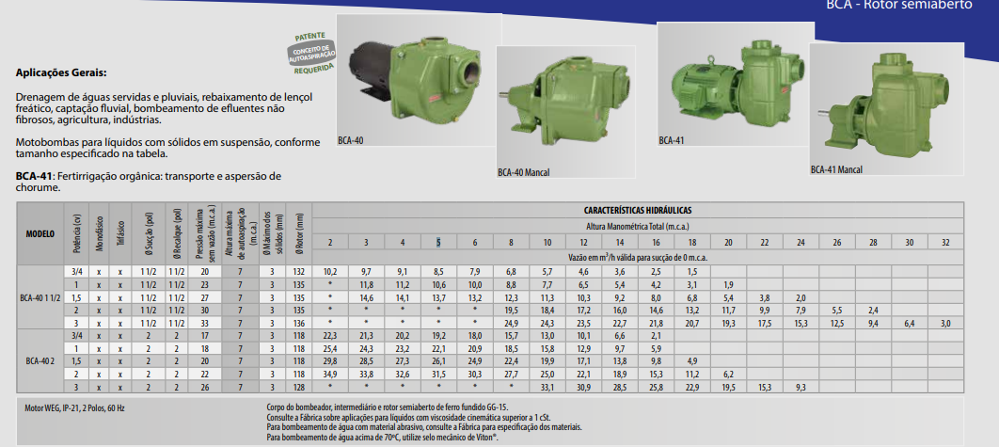 BCA - Rotor semiaberto
PATENTE
CONCEITO DE
AUTOASPIRAÇÃO
REQUERIDA
Aplicações Gerais:
Drenagem de águas servidas e pluviais, rebaixamento de lençol
freático, captação fluvial, bombeamento de efluentes não
fibrosos, agricultura, indústrias.
Motobombas para líquidos com sólidos em suspensão, conforme
tamanho especificado na tabela.
BCA-41: Fertirrigação orgânica: transporte e aspersão de
chorume.
BCA-40
BCA-40 Mancal
BCA-41
BCA-41 Mancal
MODELO Potência (cv) Monofásico Trifásico Ø Sucção (pol) Ø Recalque (pol) Pressão máxima sem vazão (m.c.a.) Altura máxima de autoaspiração (m.c.a.) Ø Máximo dos sólidos (mm) Ø Rotor (mm)
CARACTERÍSTICAS HIDRÁULICAS
Altura Manométrica Total (m.c.a.)
2 3 4 5 6 8 10 12 14 16 18 20 22 24 26 28 30 32
Vazão em m³/h válida para sucção de 0 m.c.a.
BCA-40 1 1/2
3/4 x x 1 1/2 1 1/2 20 7 3 132 10,2 9,7 9,1 8,5 7,9 6,8 5,7 4,6 3,6 2,5 1,5
1 x x 1 1/2 1 1/2 23 7 3 135 * 11,8 11,2 10,6 10,0 8,8 7,7 6,5 5,4 4,2 3,1 1,9
1,5 x x 1 1/2 1 1/2 27 7 3 135 * 14,6 14,1 13,7 13,2 12,3 11,3 10,3 9,2 8,0 6,8 5,4 3,8 2,0
2 x x 1 1/2 1 1/2 30 7 3 135 * * * * * 19,5 18,4 17,2 16,0 14,6 13,2 11,7 9,9 7,9 5,5 2,4
3 x x 1 1/2 1 1/2 33 7 3 136 * * * * * 24,9 24,3 23,5 22,7 21,8 20,7 19,3 17,5 15,3 12,5 9,4 6,4 3,0
BCA-40 2
3/4 x x 2 2 17 7 3 118 22,3 21,3 20,2 19,2 18,0 15,7 13,0 10,1 6,6 2,1
1 x x 2 2 18 7 3 118 25,4 24,3 23,2 22,1 20,9 18,5 15,8 12,9 9,7 5,9
1,5 x x 2 2 20 7 3 118 29,8 28,5 27,3 26,1 24,9 22,4 19,9 17,1 13,8 9,8 4,9
2 x x 2 2 22 7 3 118 34,9 33,8 32,6 31,5 30,3 27,7 25,0 22,1 18,9 15,3 11,2 6,2
3 x x 2 2 26 7 3 128 * * * * * * 33,1 30,9 28,5 25,8 22,9 19,5 15,3 9,3
Motor WEG, IP-21, 2 Polos, 60 Hz
Corpo do bombeador, intermediário e rotor semiaberto de ferro fundido GG-15.
Consulte a Fábrica sobre aplicações para líquidos com viscosidade cinemática superior a 1 cSt.
Para bombeamento de água com material abrasivo, consulte a Fábrica para especificação dos materiais.
Para bombeamento de água acima de 70ºC, utilize selo mecânico de Viton®.